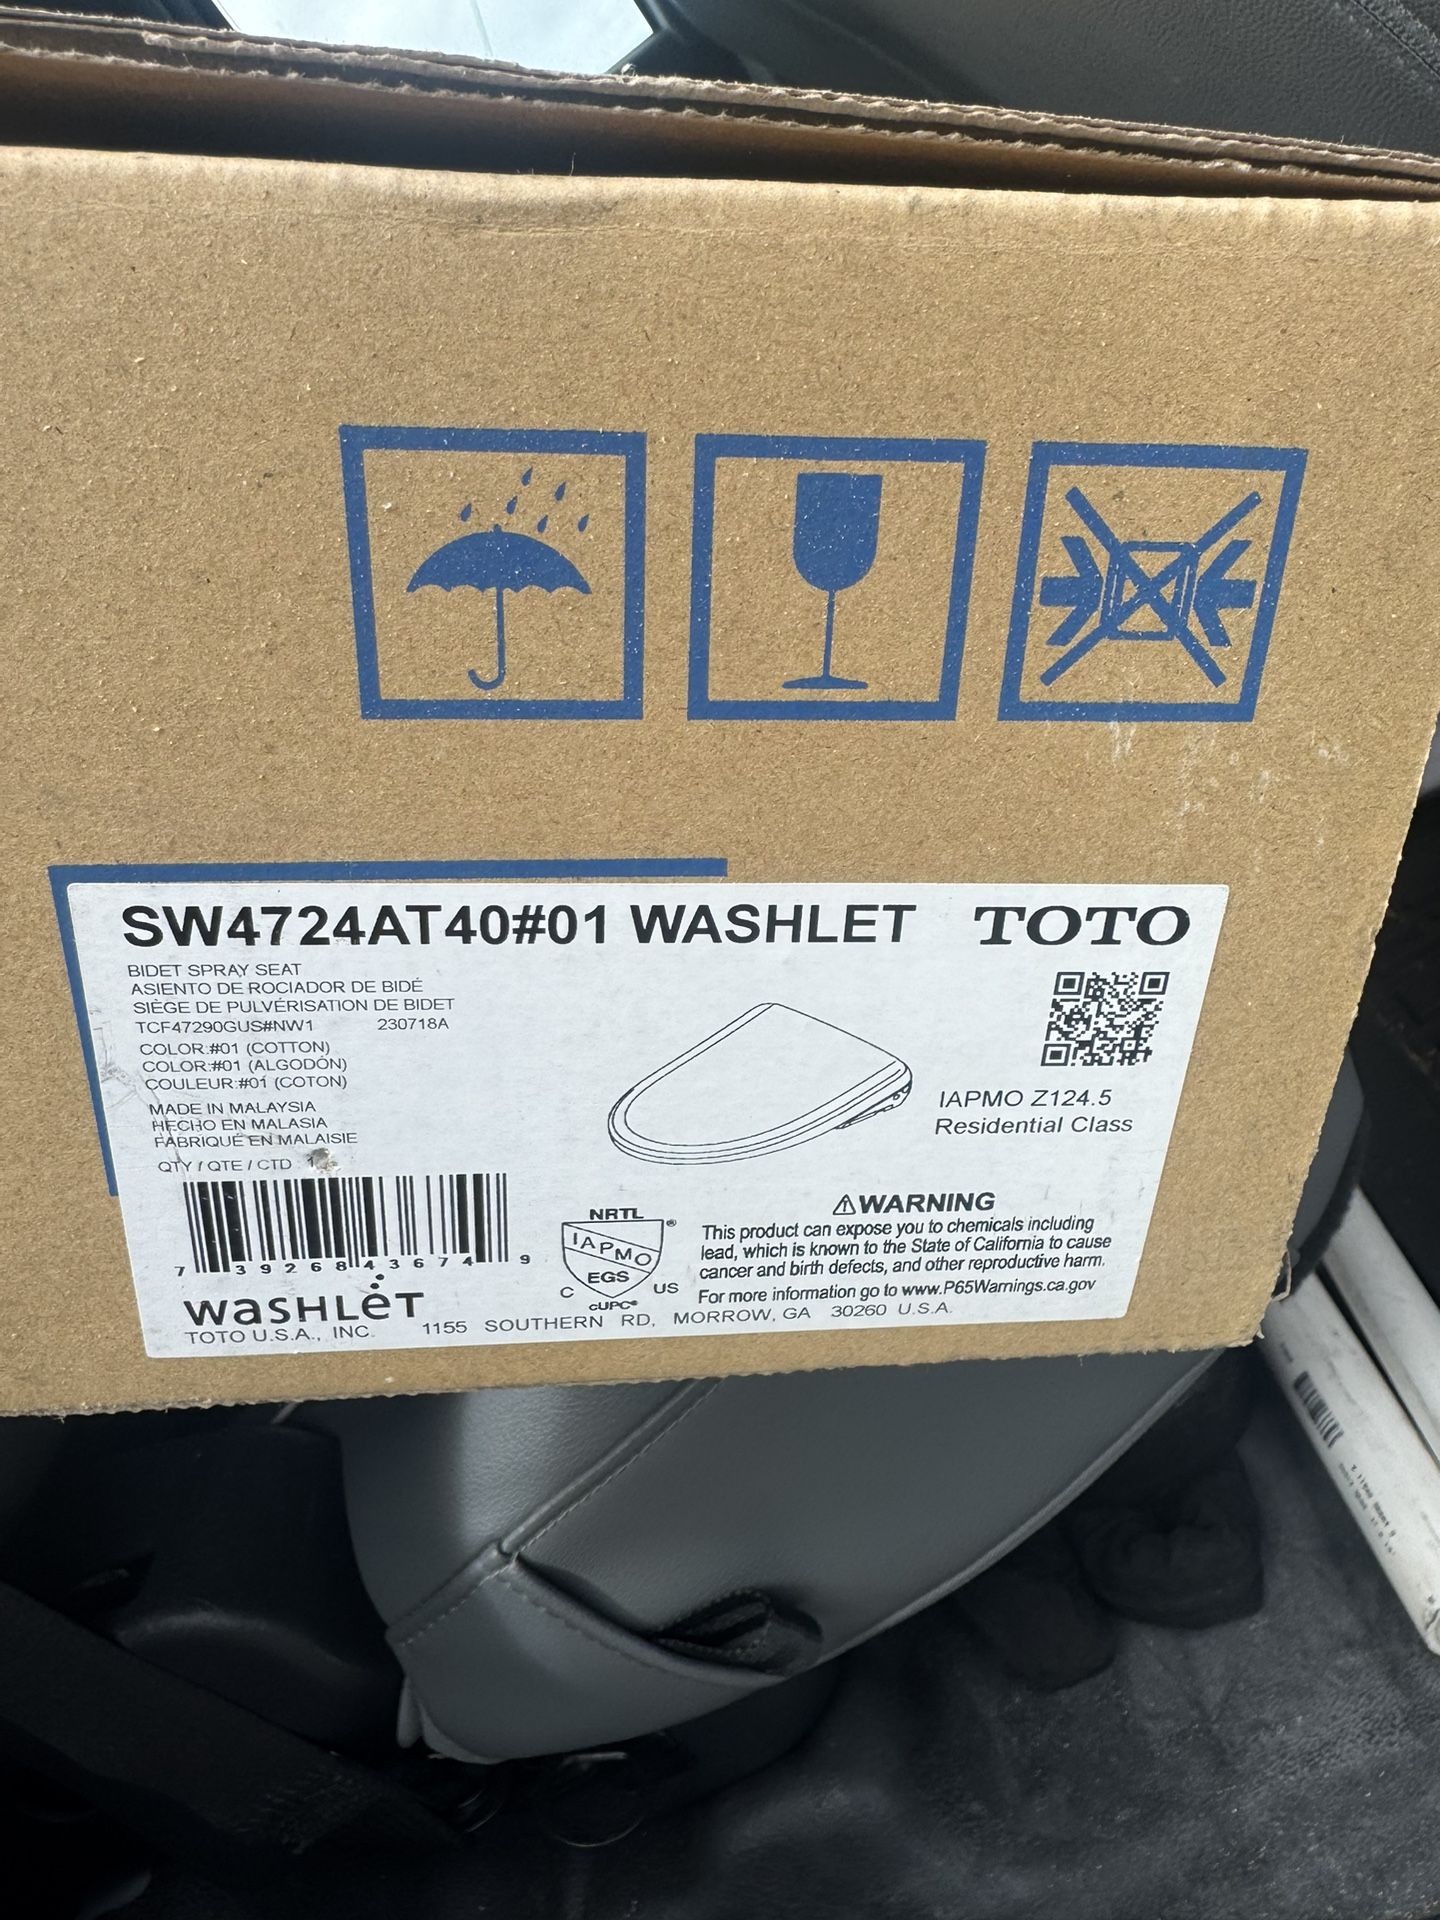 SW4724AT40#01 WASHLET TOTO
BIDET SPRAY SEAT
ASIENTO DE ROCIADOR DE BIDÉ
SIÈGE DE PULVÉRISATION DE BIDET
TCF47290GUS#NW1 230718A
COLOR:#01 (COTTON)
COLOR:#01 (ALGODÓN)
COULEUR:#01 (COTON)
MADE IN MALAYSIA
HECHO EN MALASIA
FABRIQUÉ EN MALAISIE
QTY / QTE / CTD 1
7 39268 43674 9
IAPMO Z124.5
Residential Class
NRTL
IAPMO ®
EGS
C US
cUPC®
⚠WARNING
This product can expose you to chemicals including
lead, which is known to the State of California to cause
cancer and birth defects, and other reproductive harm.
For more information go to www.P65Warnings.ca.gov
WASHLET
TOTO U.S.A., INC. 1155 SOUTHERN RD, MORROW, GA 30260 U.S.A.